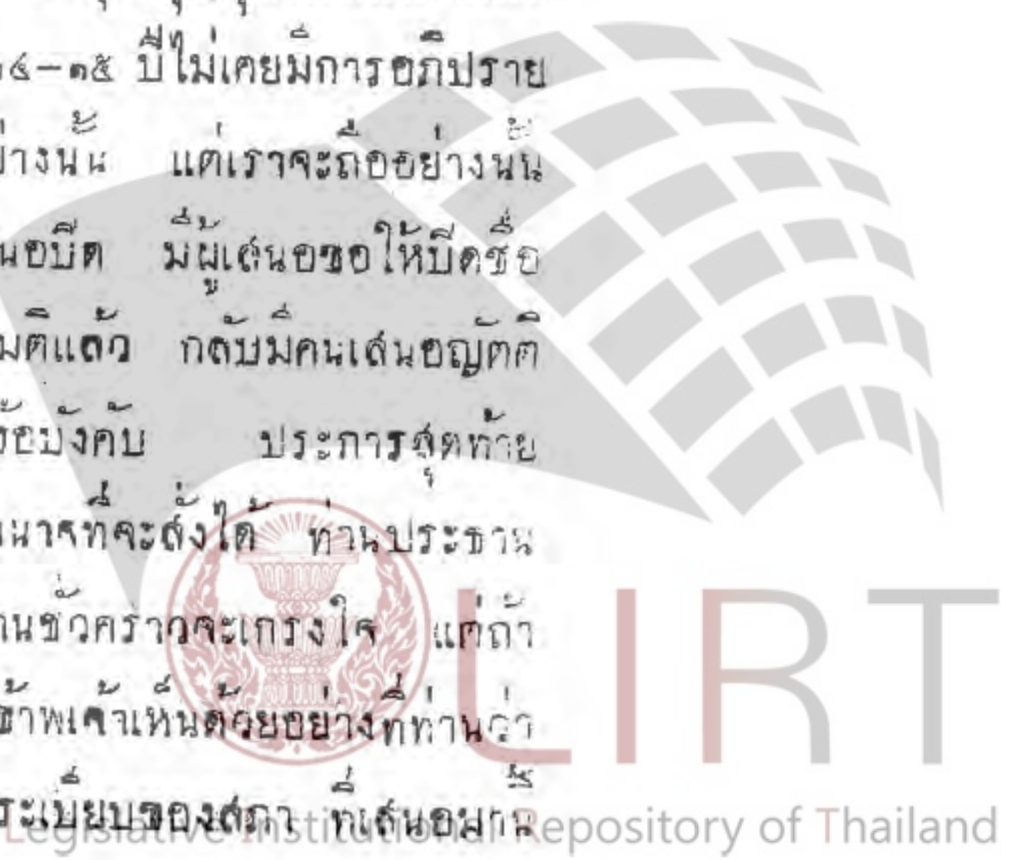 ๑๔-๑๕ ปีไม่เคยมีการอภิปราย
ย่างนั้น แต่เราจะถืออย่างนั้น
นอปิด มีผู้เสนอขอให้ปิดชื่อ
มติแล้ว กลับมีคนเสนอญัตติ
ข้อบังคับ ประการสุดท้าย
นาจที่จะสั่งได้ ท่านประธาน
านชั่วคราวจะเกรงใจ แต่ถ้า
ข้าพเจ้าเห็นด้วยอย่างที่ท่านว่า
ระเบียบของสภา ที่เสนอมานี้
LIRT
Legislative Institutional Repository of Thailand